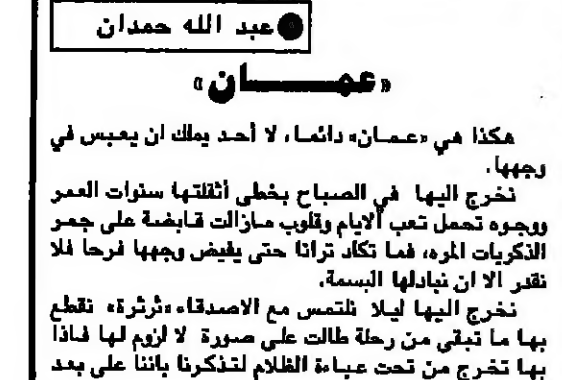 عبد الله حمدان
«عمــــــان»
هكذا هي «عمان» دائما، لا أحد يملك ان يعبس في
وجهها.
نخرج اليها في الصباح بخطى أثقلتها سنوات العمر
ووجوه تحمل تعب الايام وقلوب مازالت قابضة على جمر
الذكريات المره، فما تكاد ترانا حتى يفيض وجهها فرحا فلا
نقدر الا ان نبادلها البسمة.
نخرج اليها ليلا نلتمس مع الاصدقاء «ثرثرة» نقطع
بها ما تبقى من رحلة طالت على صورة لا لزوم لها فاذا
بها تخرج من تحت عباءة الظلام لتذكرنا باننا على بعد